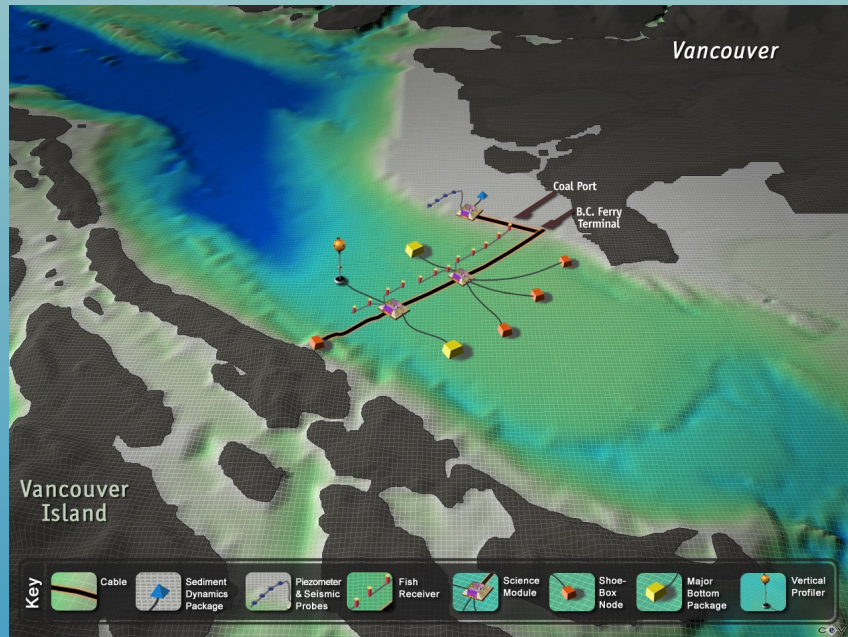 Vancouver
Coal Port
B.C. Ferry
Terminal
Vancouver
Island
Key
Cable
Sediment
Dynamics
Package
Piezometer
& Seismic
Probes
Fish
Receiver
Science
Module
Shoe-
Box
Node
Major
Bottom
Package
Vertical
Profiler